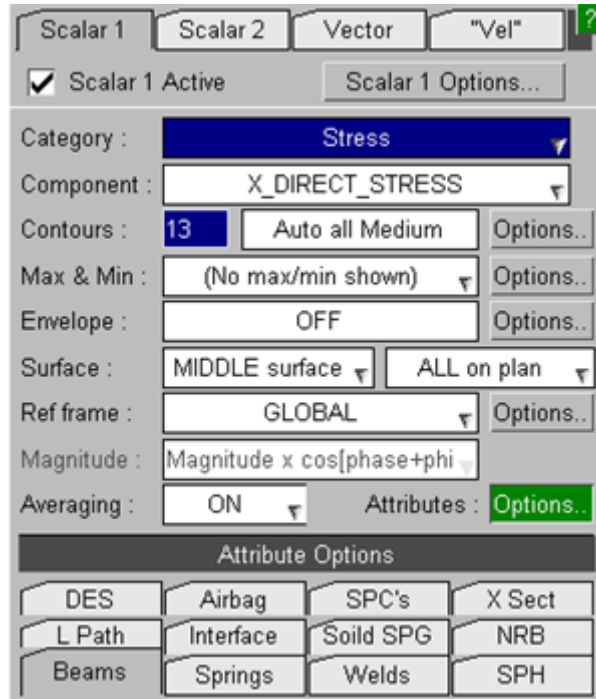 Scalar 1 Scalar 2 Vector "Vel" ?
Scalar 1 Active Scalar 1 Options...
Category : Stress
Component : X_DIRECT_STRESS
Contours : 13 Auto all Medium Options..
Max & Min : (No max/min shown) Options..
Envelope : OFF Options..
Surface : MIDDLE surface ALL on plan
Ref frame : GLOBAL Options..
Magnitude : Magnitude x cos[phase+phi
Averaging : ON Attributes : Options..
Attribute Options
DES Airbag SPC's X Sect
L Path Interface Soild SPG NRB
Beams Springs Welds SPH